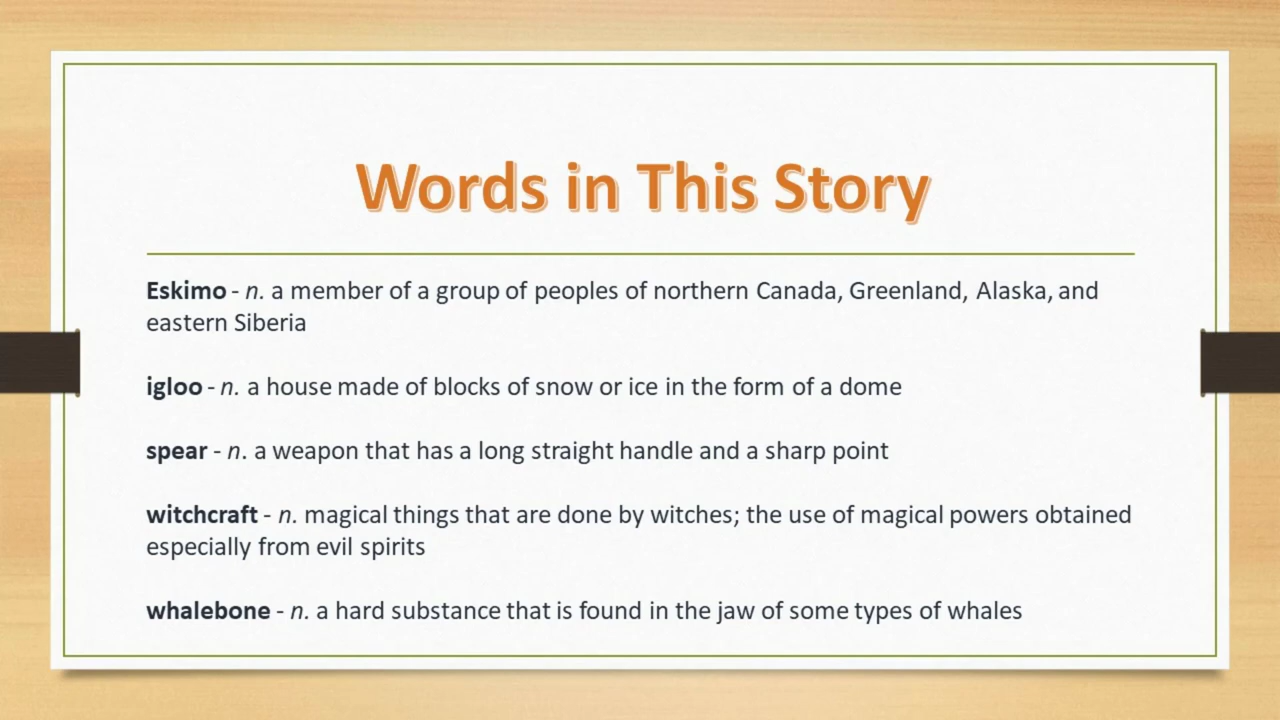 Words in This Story
Eskimo - n. a member of a group of peoples of northern Canada, Greenland, Alaska, and
eastern Siberia
igloo - n. a house made of blocks of snow or ice in the form of a dome
spear - n. a weapon that has a long straight handle and a sharp point
witchcraft - n. magical things that are done by witches; the use of magical powers obtained
especially from evil spirits
whalebone - n. a hard substance that is found in the jaw of some types of whales